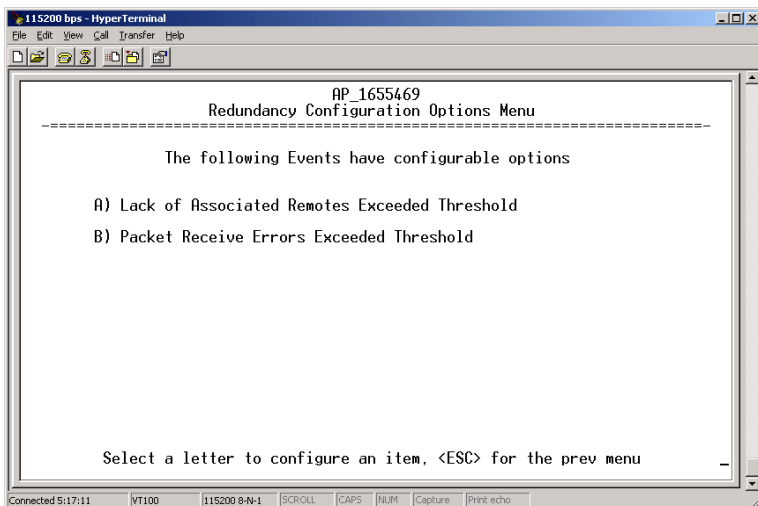 115200 bps - HyperTerminal
File Edit View Call Transfer Help
AP_1655469
Redundancy Configuration Options Menu
-==========================================================================-
The following Events have configurable options
A) Lack of Associated Remotes Exceeded Threshold
B) Packet Receive Errors Exceeded Threshold
Select a letter to configure an item, <ESC> for the prev menu _
Connected 5:17:11 VT100 115200 8-N-1 SCROLL CAPS NUM Capture Print echo